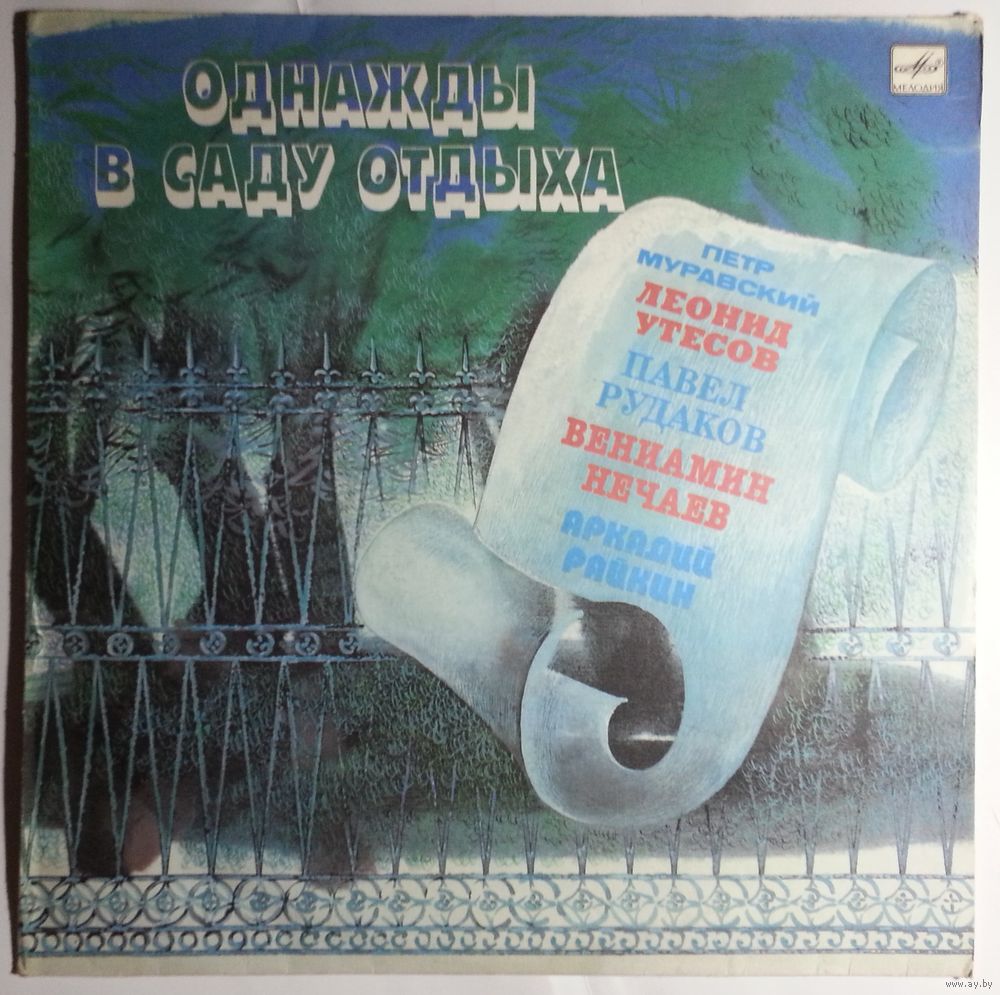 ОДНАЖДЫ
В САДУ ОТДЫХА
МЕЛОДИЯ
ПЕТР
МУРАВСКИЙ
ЛЕОНИД
УТЕСОВ
ПАВЕЛ
РУДАКОВ
ВЕНИАМИН
НЕЧАЕВ
АРКАДИЙ
РАЙКИН
www.ay.by